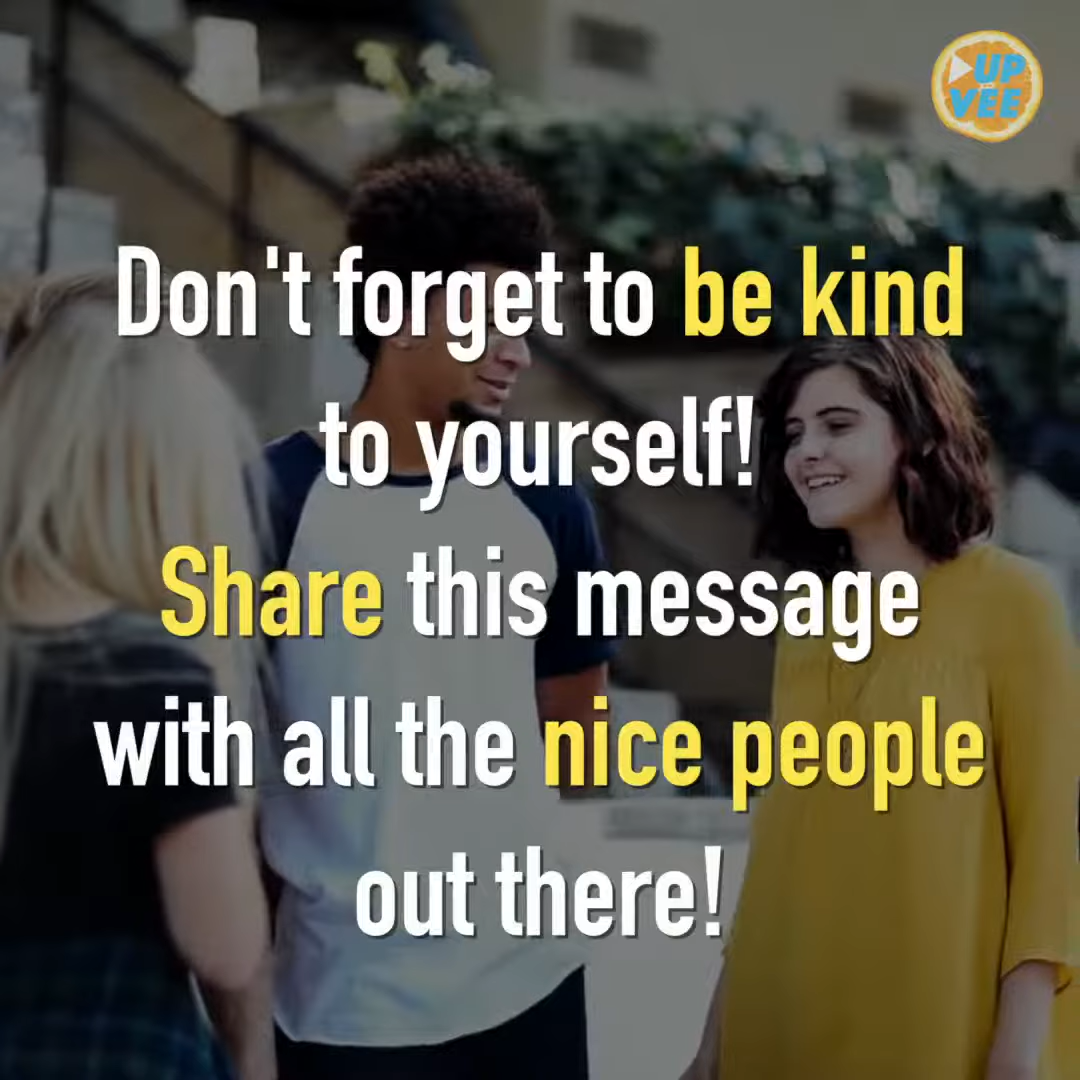 UP
VEE
Don't forget to be kind
to yourself!
Share this message
with all the nice people
out there!